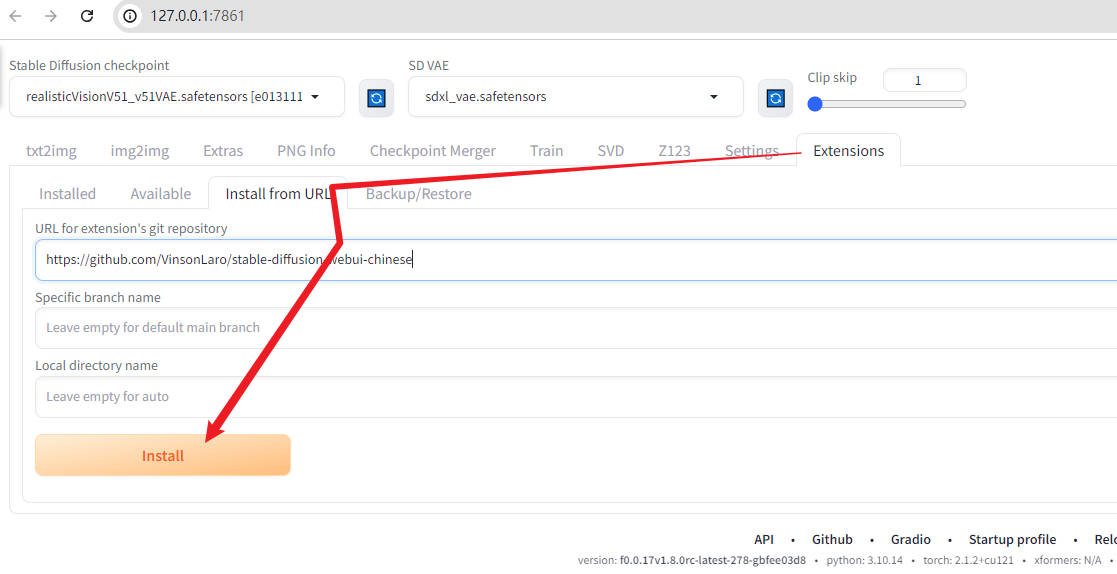 127.0.0.1:7861
Stable Diffusion checkpoint
SD VAE
Clip skip
1
realisticVisionV51_v51VAE.safetensors [e013111
sdxl_vae.safetensors
txt2img img2img Extras PNG Info Checkpoint Merger Train SVD Z123 Settings Extensions
Installed Available Install from URL Backup/Restore
URL for extension's git repository
https://github.com/VinsonLaro/stable-diffusion-webui-chinese
Specific branch name
Leave empty for default main branch
Local directory name
Leave empty for auto
Install
API • Github • Gradio • Startup profile • Relo
version: f0.0.17v1.8.0rc-latest-278-gbfee03d8 • python: 3.10.14 • torch: 2.1.2+cu121 • xformers: N/A •